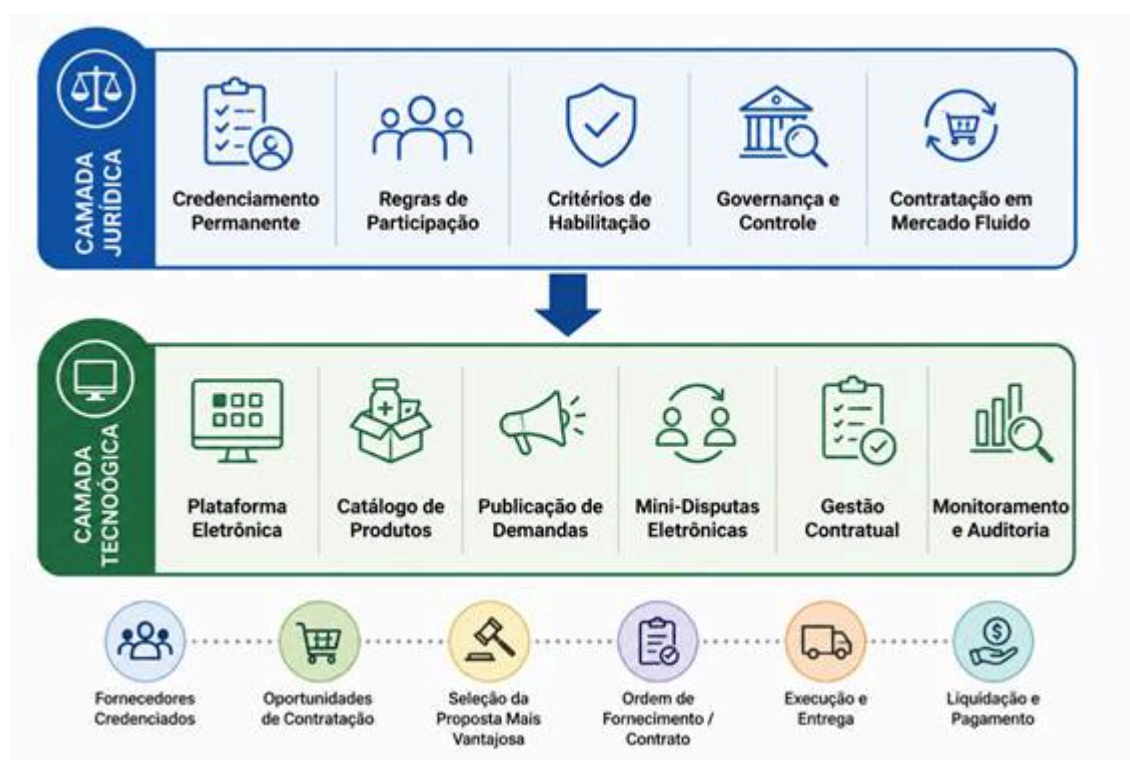 CAMADA
JURÍDICA
Credenciamento
Permanente
Regras de
Participação
Critérios de
Habilitação
Governança e
Controle
Contratação em
Mercado Fluido
CAMADA
TECNOÓGICA
Plataforma
Eletrônica
Catálogo de
Produtos
Publicação de
Demandas
Mini-Disputas
Eletrônicas
Gestão
Contratual
Monitoramento
e Auditoria
Fornecedores
Credenciados
Oportunidades
de Contratação
Seleção da
Proposta Mais
Vantajosa
Ordem de
Fornecimento /
Contrato
Execução e
Entrega
Liquidação e
Pagamento